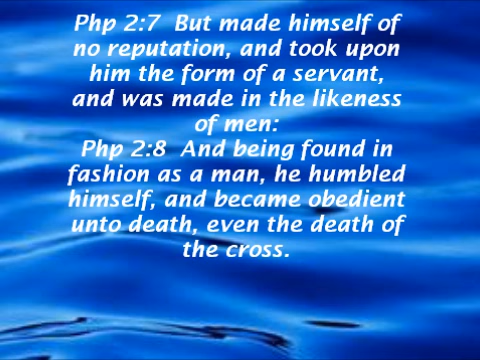 Php 2:7  But made himself of
no reputation, and took upon
him the form of a servant,
and was made in the likeness
of men:
Php 2:8  And being found in
fashion as a man, he humbled
himself, and became obedient
unto death, even the death of
the cross.